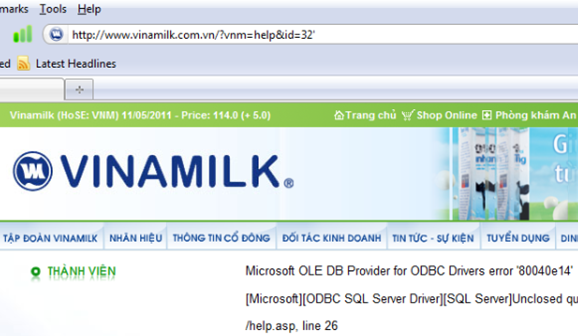 marks Tools Help
http://www.vinamilk.com.vn/?vnm=help&id=32'
ed Latest Headlines
Vinamilk (HoSE: VNM) 11/05/2011 - Price: 114.0 (+ 5.0) Trang chủ Shop Online Phòng khám An
VINAMILK®
TẬP ĐOÀN VINAMILK NHÃN HIỆU THÔNG TIN CỔ ĐÔNG ĐỐI TÁC KINH DOANH TIN TỨC - SỰ KIỆN TUYỂN DỤNG DIN
THÀNH VIÊN
Microsoft OLE DB Provider for ODBC Drivers error '80040e14'
[Microsoft][ODBC SQL Server Driver][SQL Server]Unclosed qu
/help.asp, line 26